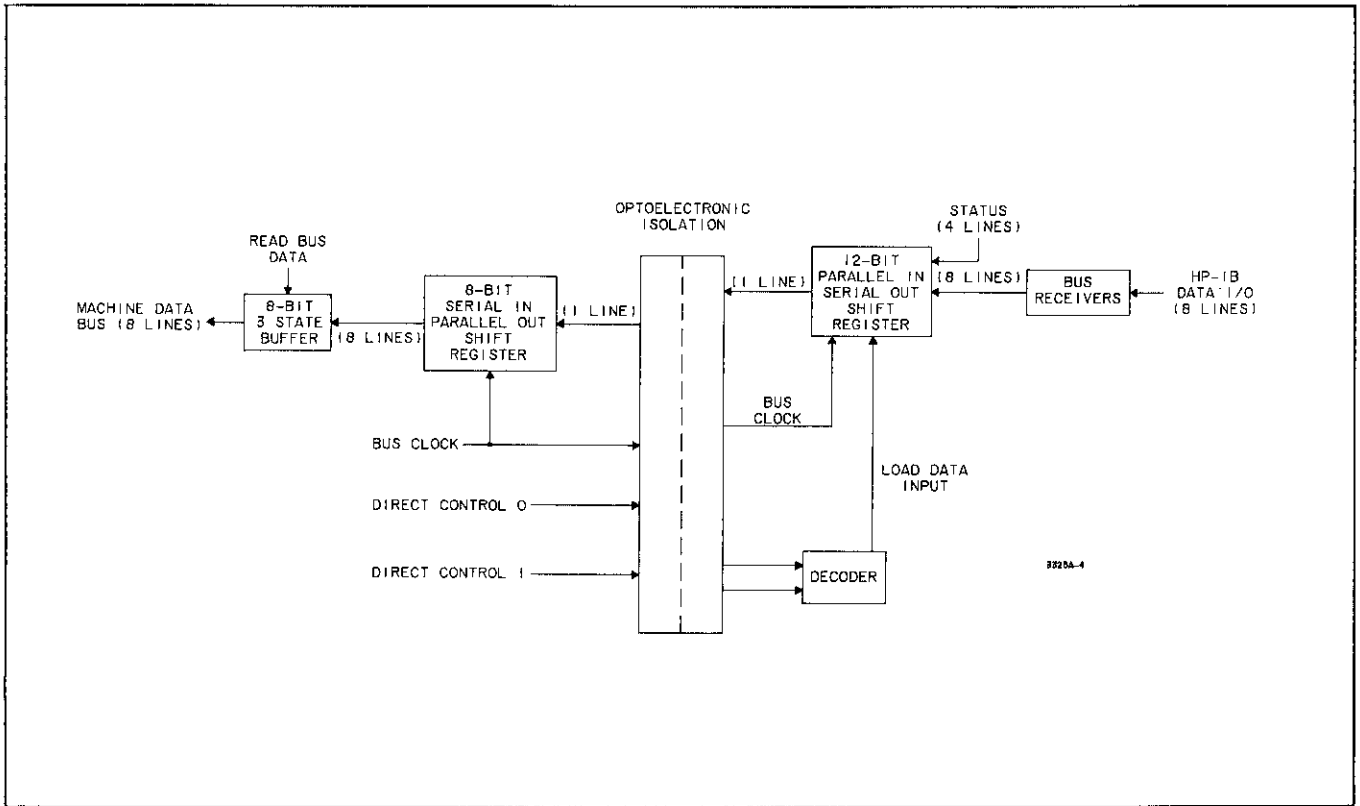 OPTOELECTRONIC
ISOLATION
STATUS
(4 LINES)
READ BUS
DATA
MACHINE DATA
BUS (8 LINES)
8-BIT
3 STATE
BUFFER
(8 LINES)
8-BIT
SERIAL IN
PARALLEL OUT
SHIFT
REGISTER
(1 LINE)
(1 LINE)
12-BIT
PARALLEL IN
SERIAL OUT
SHIFT
REGISTER
(8 LINES)
BUS
RECEIVERS
HP-IB
DATA I/O
(8 LINES)
BUS
CLOCK
BUS CLOCK
LOAD DATA
INPUT
DIRECT CONTROL 0
DIRECT CONTROL 1
DECODER
3325A-4